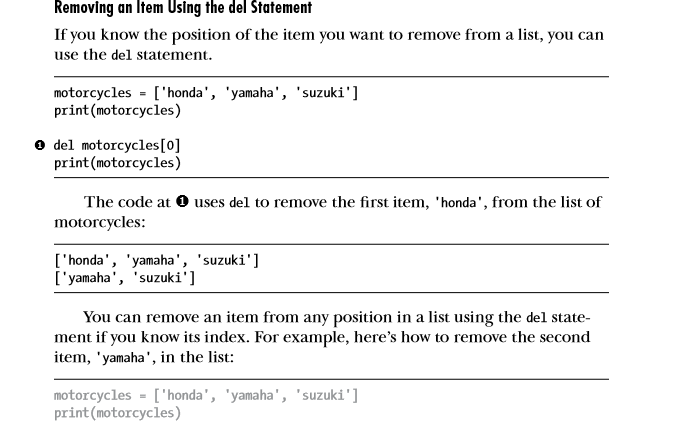 Removing an Item Using the del Statement
If you know the position of the item you want to remove from a list, you can
use the del statement.
motorcycles = ['honda', 'yamaha', 'suzuki']
print(motorcycles)
❶ del motorcycles[0]
print(motorcycles)
The code at ❶ uses del to remove the first item, 'honda', from the list of
motorcycles:
['honda', 'yamaha', 'suzuki']
['yamaha', 'suzuki']
You can remove an item from any position in a list using the del state-
ment if you know its index. For example, here’s how to remove the second
item, 'yamaha', in the list:
motorcycles = ['honda', 'yamaha', 'suzuki']
print(motorcycles)